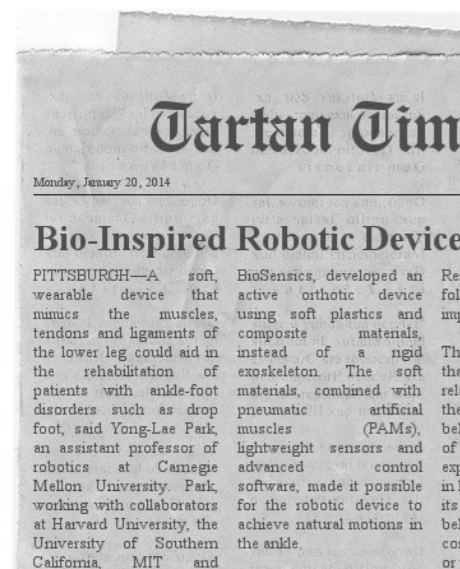 Tartan Tim
Monday, January 20, 2014
Bio-Inspired Robotic Device
PITTSBURGH—A soft,
wearable device that
mimics the muscles,
tendons and ligaments of
the lower leg could aid in
the rehabilitation of
patients with ankle-foot
disorders such as drop
foot, said Yong-Lae Park,
an assistant professor of
robotics at Carnegie
Mellon University. Park,
working with collaborators
at Harvard University, the
University of Southern
California, MIT and
BioSensics, developed an
active orthotic device
using soft plastics and
composite materials,
instead of a rigid
exoskeleton. The soft
materials, combined with
pneumatic artificial
muscles (PAMs),
lightweight sensors and
advanced control
software, made it possible
for the robotic device to
achieve natural motions in
the ankle.